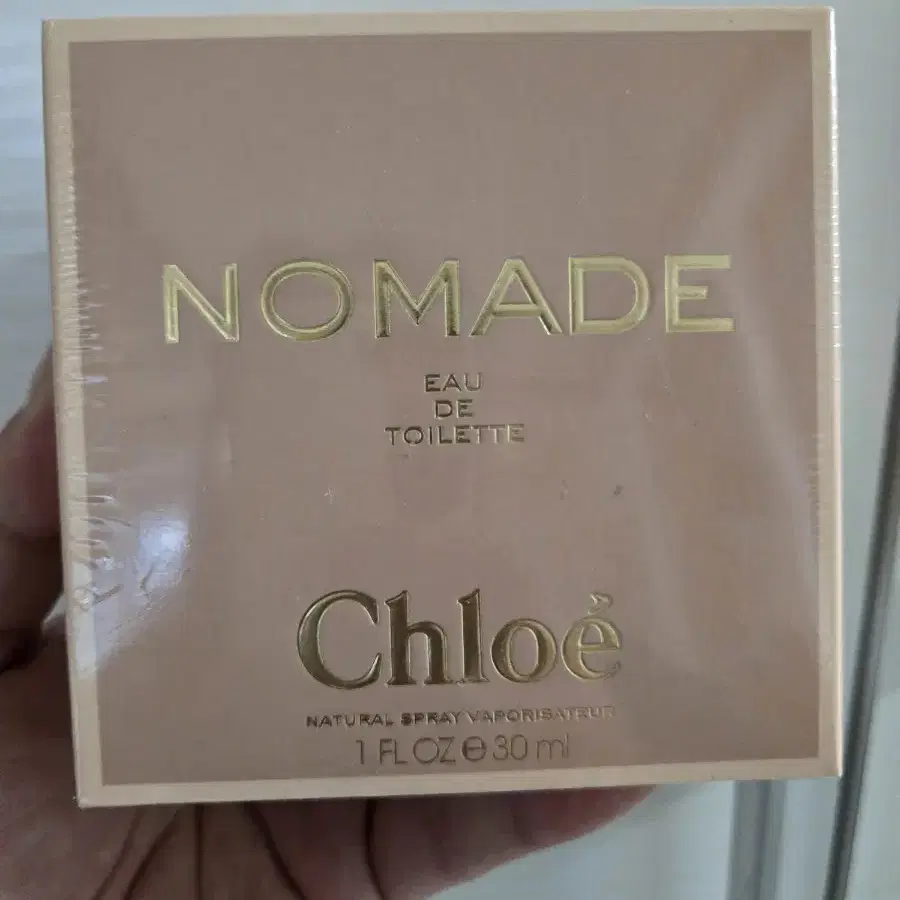 NOMADE
EAU
DE
TOILETTE
Chloé
NATURAL SPRAY VAPORISATEUR
1 FL OZ ℮ 30 ml